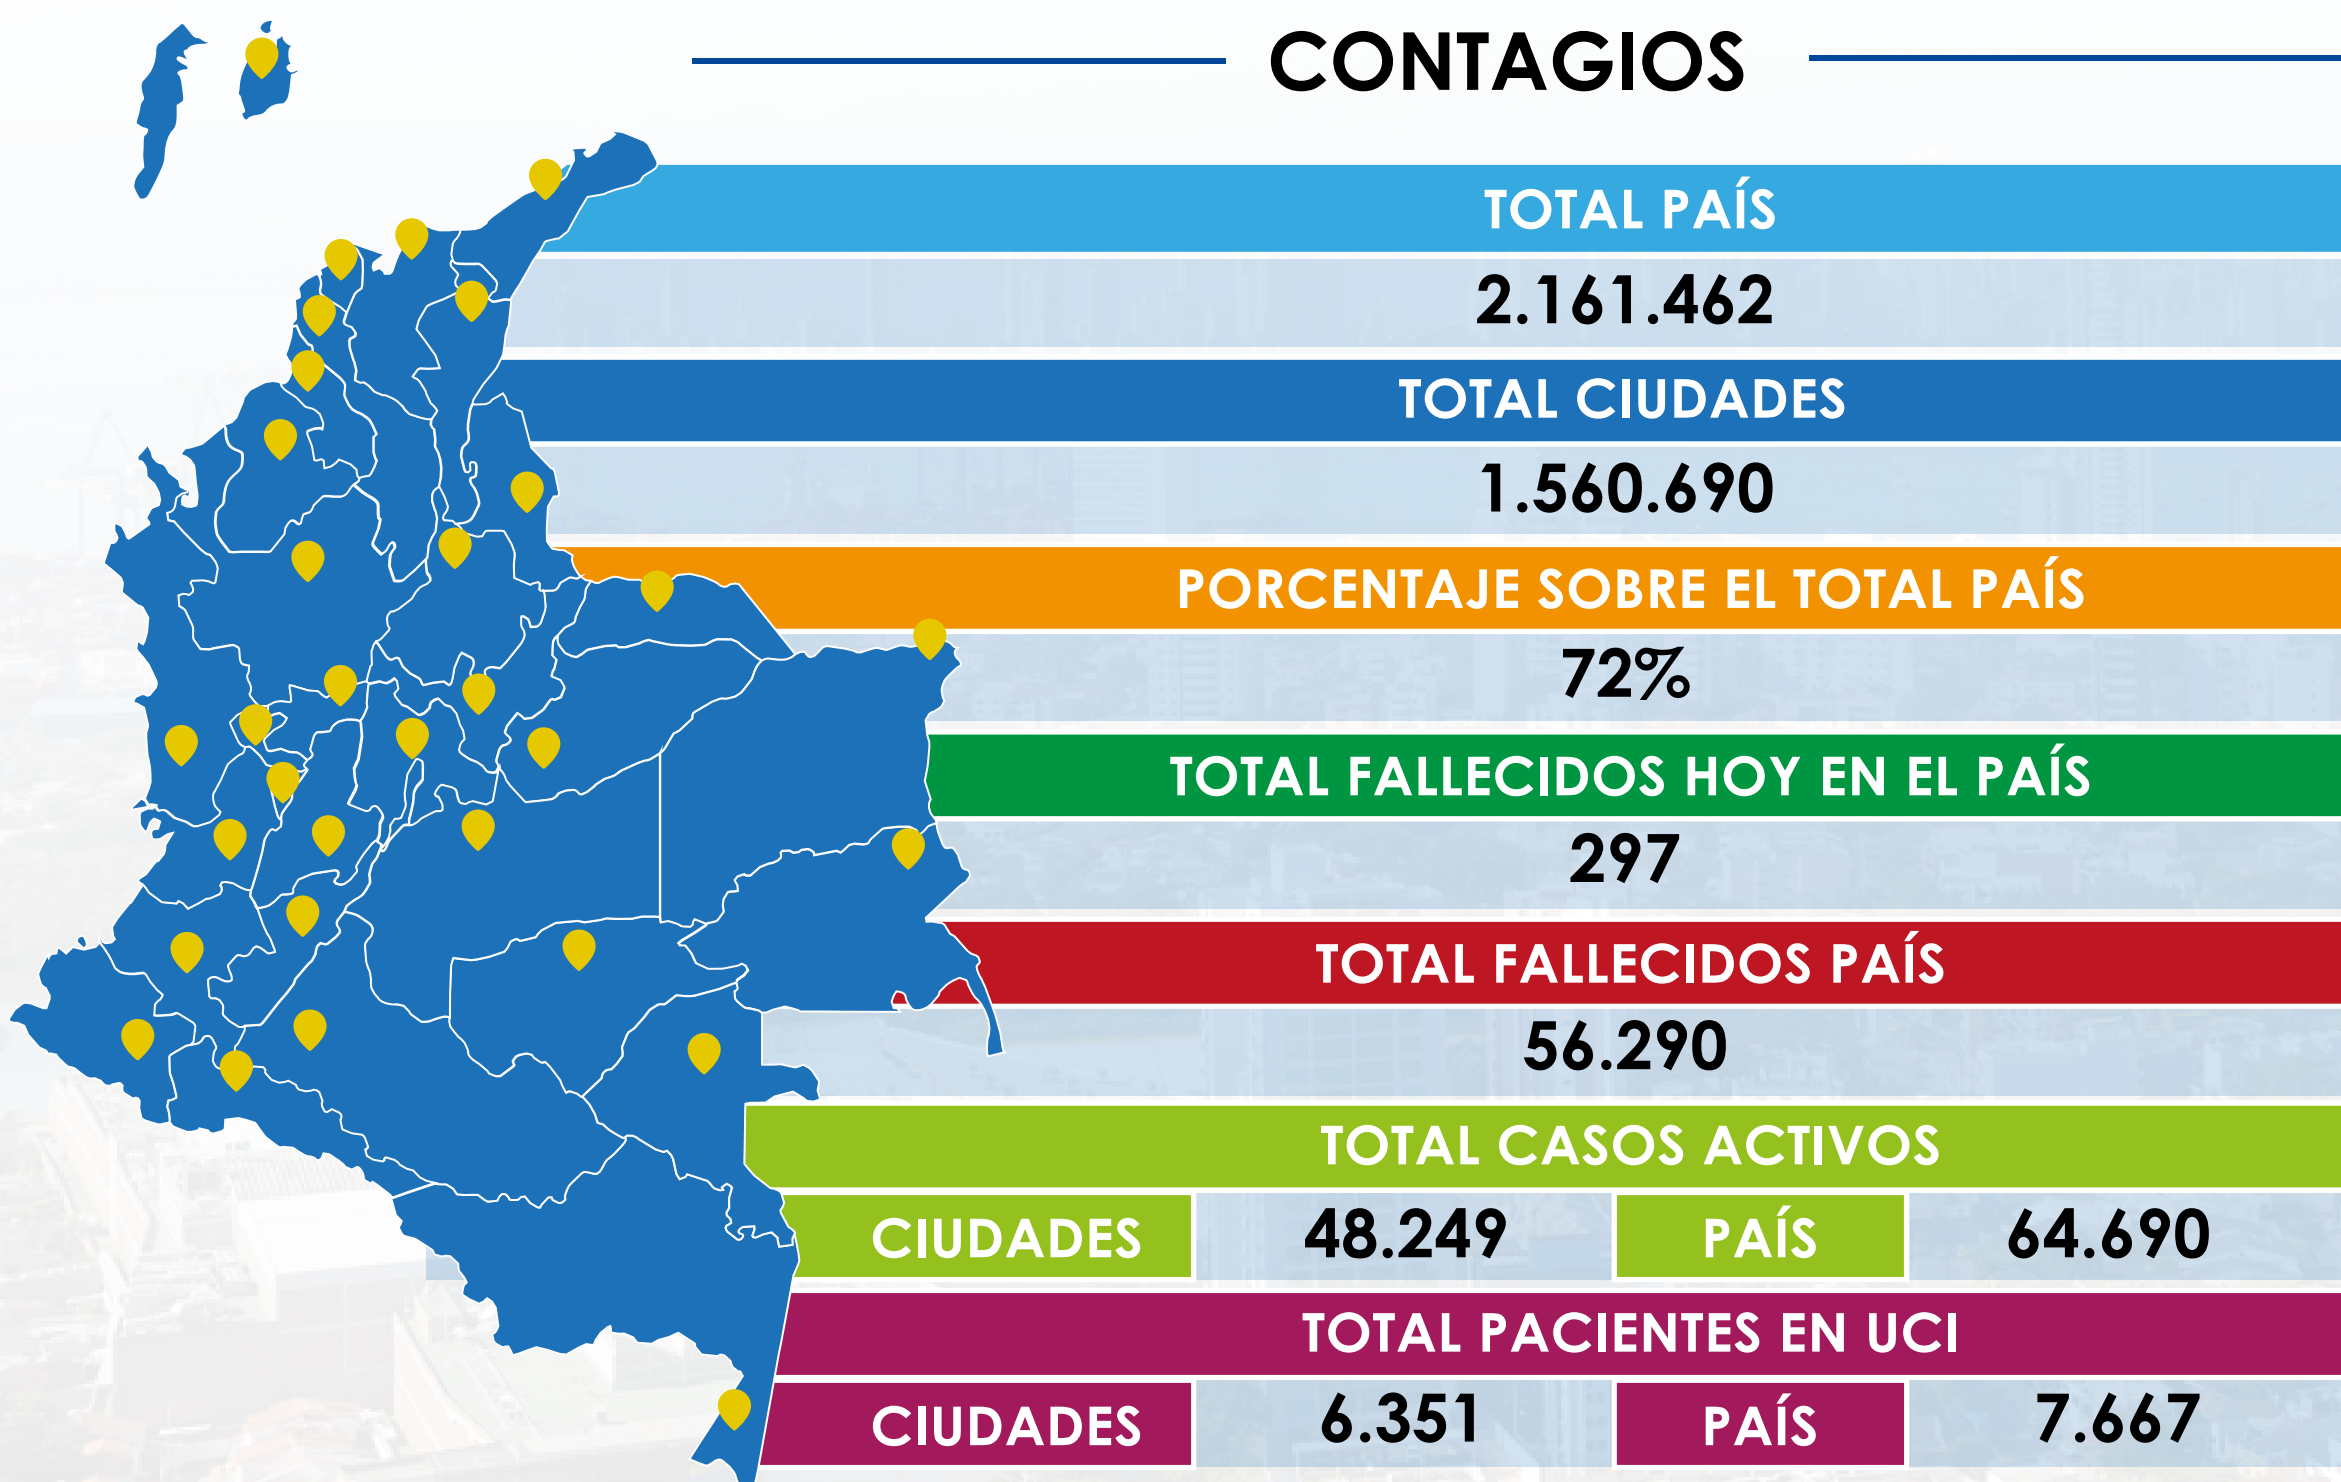 CONTAGIOS
TOTAL PAÍS
2.161.462
TOTAL CIUDADES
1.560.690
PORCENTAJE SOBRE EL TOTAL PAÍS
72%
TOTAL FALLECIDOS HOY EN EL PAÍS
297
TOTAL FALLECIDOS PAÍS
56.290
TOTAL CASOS ACTIVOS
CIUDADES 48.249 PAÍS 64.690
TOTAL PACIENTES EN UCI
CIUDADES 6.351 PAÍS 7.667